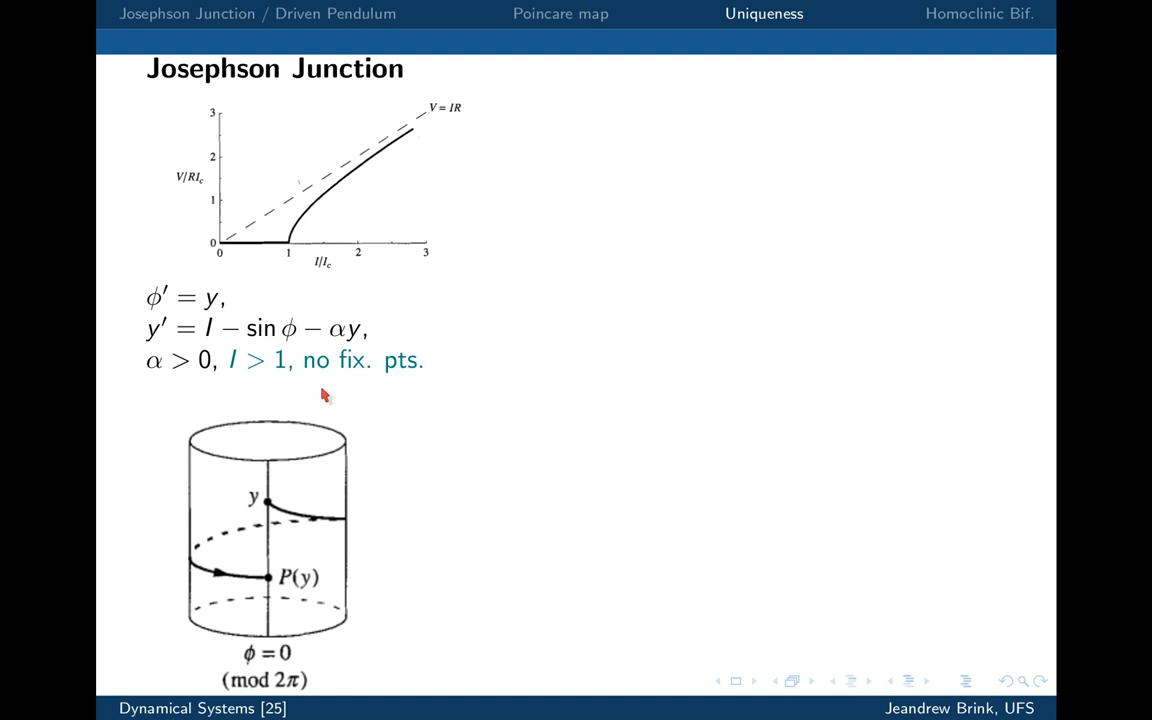 Josephson Junction / Driven Pendulum Poincare map Uniqueness Homoclinic Bif.
Josephson Junction
V = IR
3
2
V/RI_c
1
0
0 1 2 3
I/I_c
ϕ′ = y,
y′ = I − sin ϕ − αy,
α > 0, I > 1, no fix. pts.
y
P(y)
ϕ = 0
(mod 2π)
Dynamical Systems [25] Jeandrew Brink, UFS